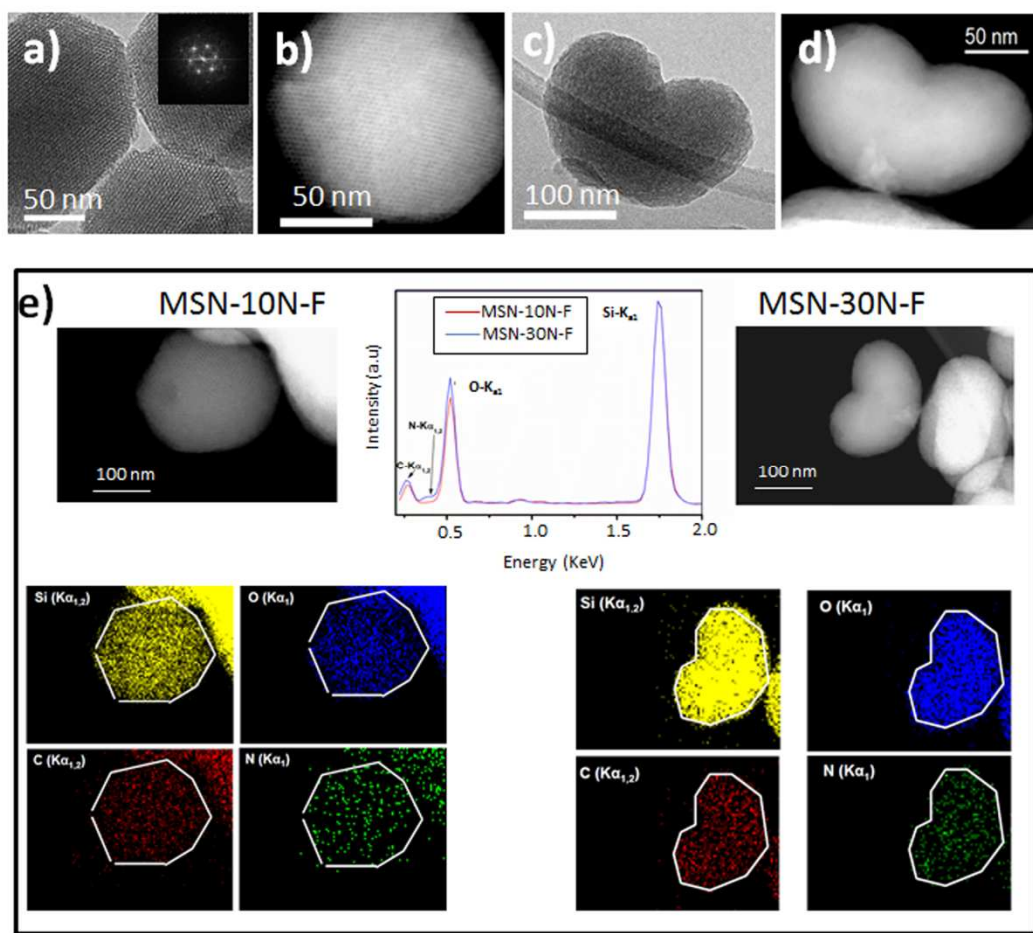 a)
50 nm
b)
50 nm
c)
100 nm
d)
50 nm
e)
MSN-10N-F
MSN-30N-F
100 nm
MSN-10N-F
MSN-30N-F
Si-Kα1
O-Kα1
N-Kα1,2
C-Kα1,2
Intensity (a.u)
0.5
1.0
1.5
2.0
Energy (KeV)
100 nm
Si (Kα1,2)
O (Kα1)
C (Kα1,2)
N (Kα1)
Si (Kα1,2)
O (Kα1)
C (Kα1,2)
N (Kα1)